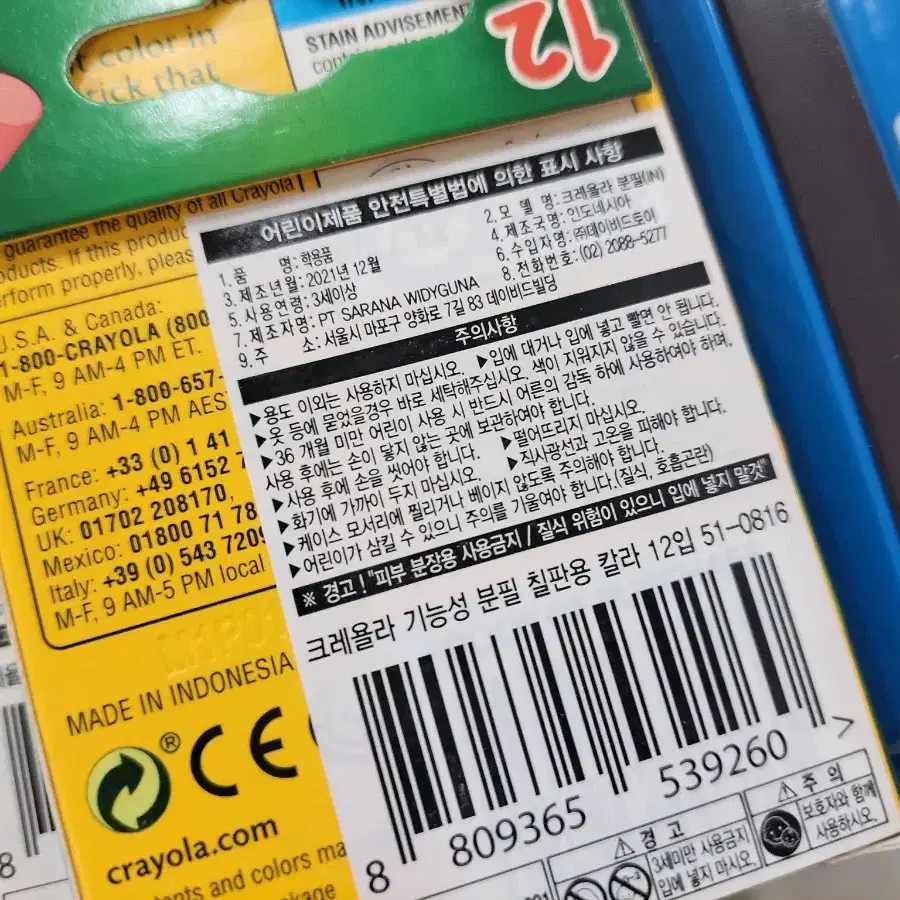 12
color in
tick that
STAIN ADVISEMEN
guarantee the quality of all Crayola
products. If this produc
perform properly, pleas
U.S.A. & Canada:
1-800-CRAYOLA (800
M-F, 9 AM-4 PM ET.
Australia: 1-800-657-
M-F, 9 AM-4 PM AES
France: +33 (0) 1 41
Germany: +49 6152 7
UK: 01702 208170,
Mexico: 01800 71 78
Italy: +39 (0) 543 7209
M-F, 9 AM-5 PM local
MADE IN INDONESIA
® CE
crayola.com
ents and colors ma
package
어린이제품 안전특별법에 의한 표시 사항
1. 품 명: 학용품 2. 모 델 명: 크레욜라 분필(IN)
3. 제조년월: 2021년 12월 4. 제조국명: 인도네시아
5. 사용연령: 3세이상 6. 수입자명: ㈜데이비드토이
7. 제조자명: PT SARANA WIDYGUNA 8. 전화번호: (02) 2088-5277
9. 주 소: 서울시 마포구 양화로 7길 83 데이비드빌딩
주의사항
▶용도 이외는 사용하지 마십시오. ▶입에 대거나 입에 넣고 빨면 안 됩니다.
▶옷 등에 묻었을경우 바로 세탁해주십시오. 색이 지워지지 않을 수 있습니다.
▶36 개월 미만 어린이 사용 시 반드시 어른의 감독 하에 사용하여야 하며,
사용 후에는 손이 닿지 않는 곳에 보관하여야 합니다.
▶사용 후에 손을 씻어야 합니다. ▶떨어뜨리지 마십시오.
▶화기에 가까이 두지 마십시오. ▶직사광선과 고온을 피해야 합니다.
▶케이스 모서리에 찔리거나 베이지 않도록 주의해야 합니다.
▶어린이가 삼킬 수 있으니 주의를 기울여야 합니다.(질식, 호흡곤란)
※ 경고! "피부 분장용 사용금지 / 질식 위험이 있으니 입에 넣지 말것"
크레욜라 기능성 분필 칠판용 칼라 12입 51-0816
8 809365 539260 >
⚠ 경 고
3세미만 사용금지
입에 넣지 마시오
⚠ 주 의
보호자와 함께
사용하시오.